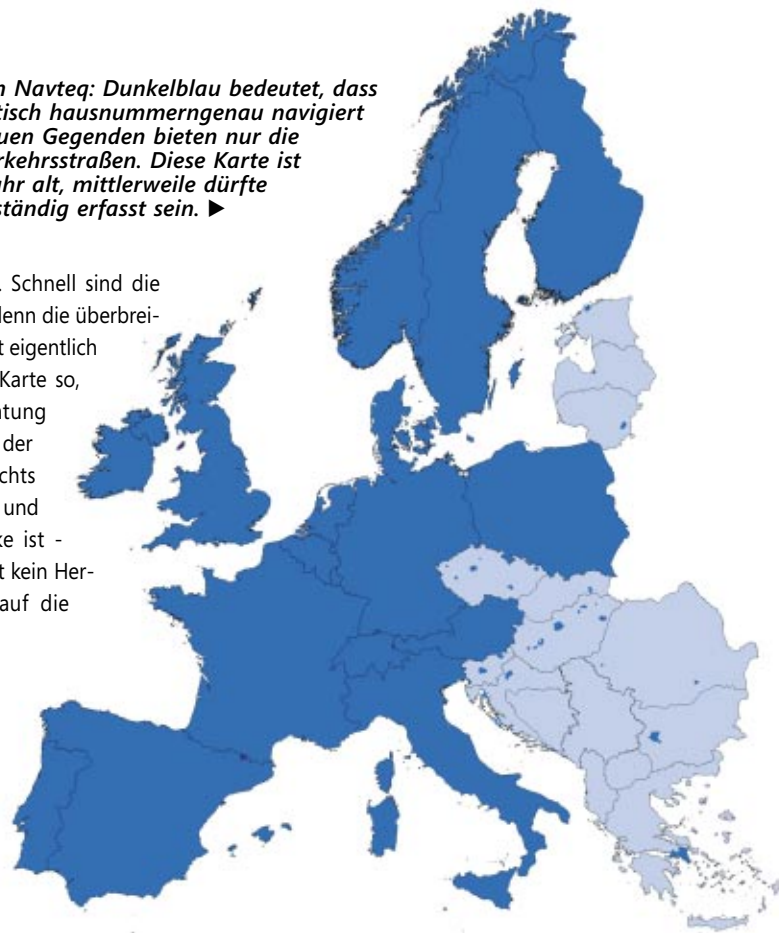 n Navteq: Dunkelblau bedeutet, dass
tisch hausnummerngenau navigiert
uen Gegenden bieten nur die
rkehrsstraßen. Diese Karte ist
ahr alt, mittlerweile dürfte
ständig erfasst sein. ▶
. Schnell sind die
denn die überbrei-
t eigentlich
Karte so,
ntung
der
chts
und
ke ist -
t kein Her-
auf die